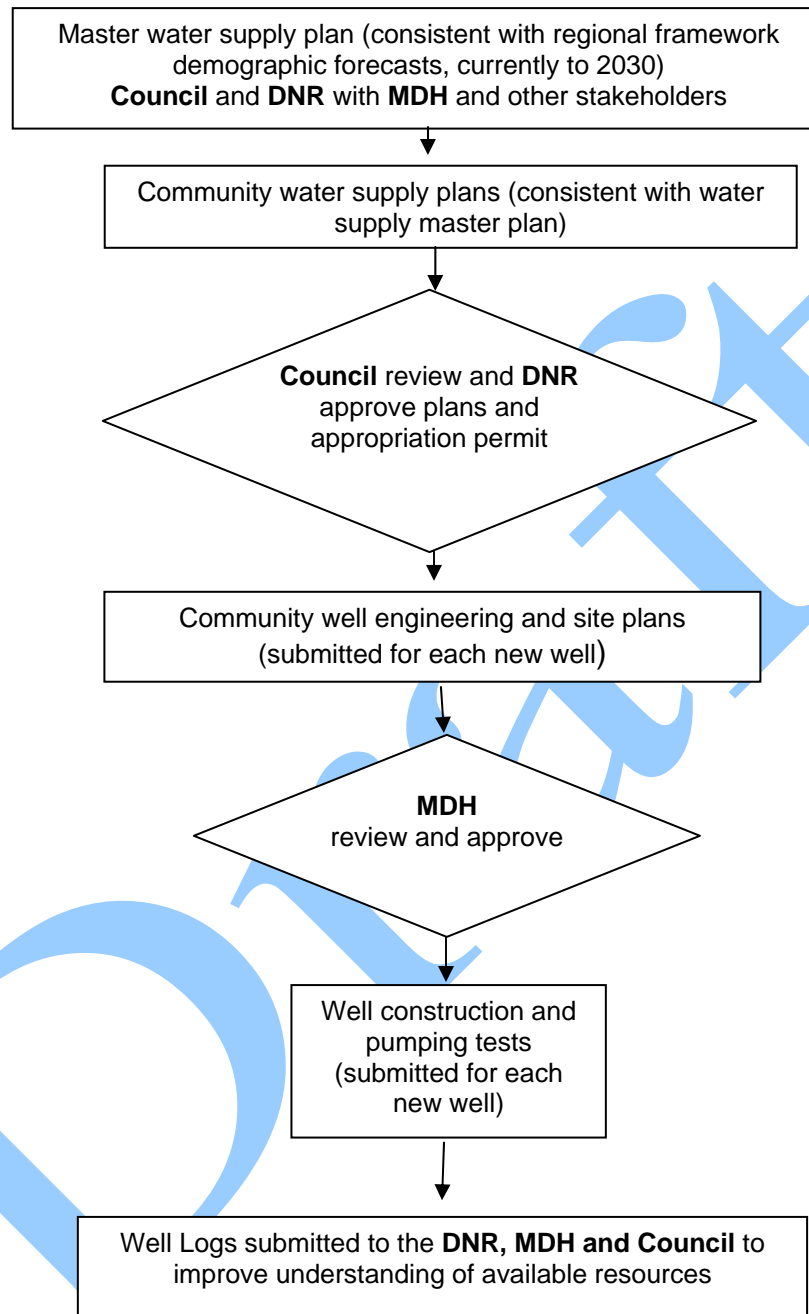 Master water supply plan (consistent with regional framework
demographic forecasts, currently to 2030)
Council and DNR with MDH and other stakeholders
Community water supply plans (consistent with water
supply master plan)
Council review and DNR
approve plans and
appropriation permit
Community well engineering and site plans
(submitted for each new well)
MDH
review and approve
Well construction and
pumping tests
(submitted for each
new well)
Well Logs submitted to the DNR, MDH and Council to
improve understanding of available resources
Draft